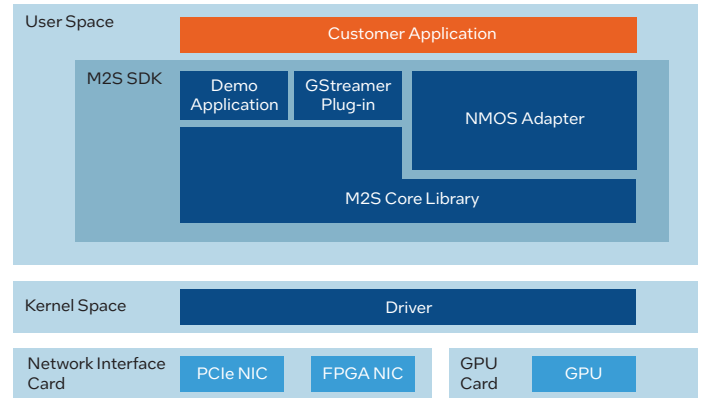 User Space
Customer Application
M2S SDK
Demo
Application
GStreamer
Plug-in
NMOS Adapter
M2S Core Library
Kernel Space
Driver
Network Interface
Card
PCIe NIC
FPGA NIC
GPU
Card
GPU